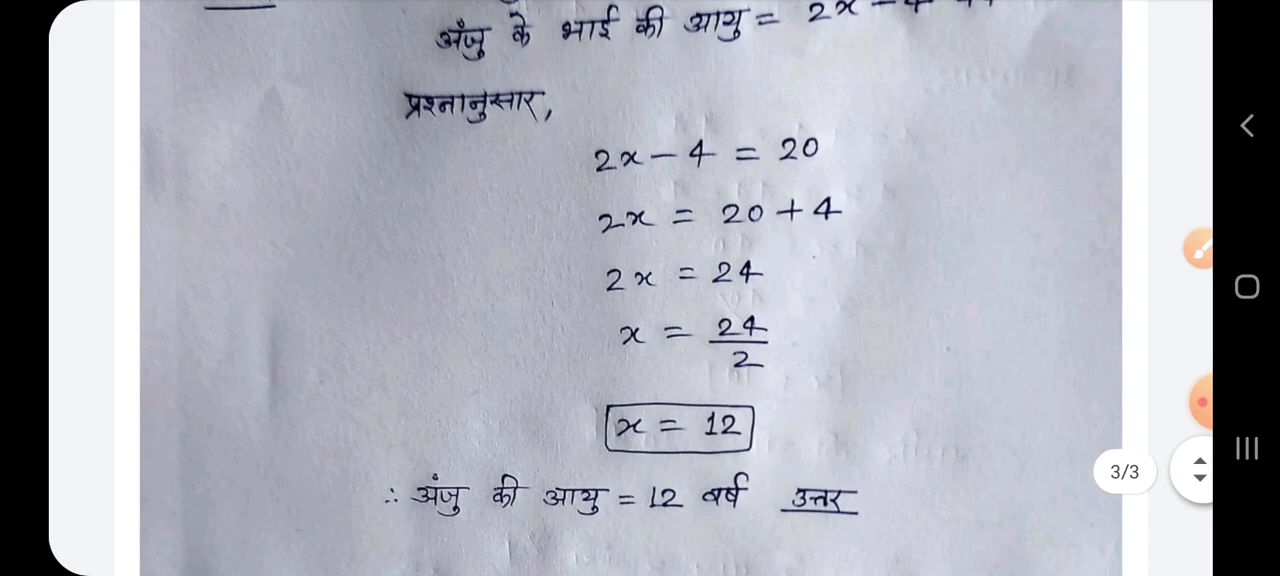 अंजु के भाई की आयु = 2x - 4
प्रश्नानुसार,
2x - 4 = 20
2x = 20 + 4
2x = 24
x = 24/2
x = 12
∴ अंजु की आयु = 12 वर्ष उत्तर
3/3